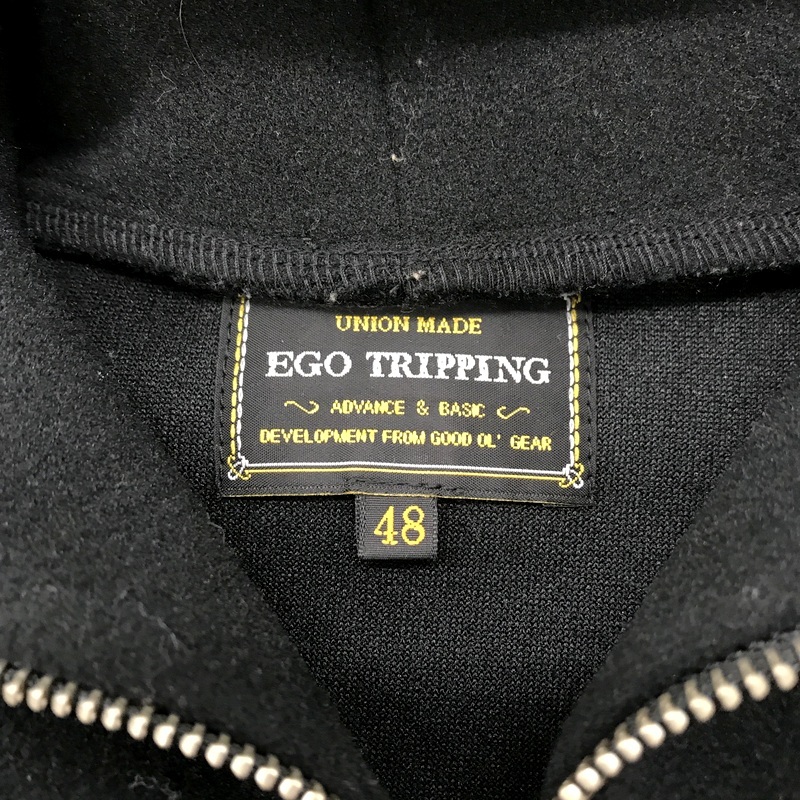 UNION MADE
EGO TRIPPING
ADVANCE & BASIC
DEVELOPMENT FROM GOOD OL' GEAR
48